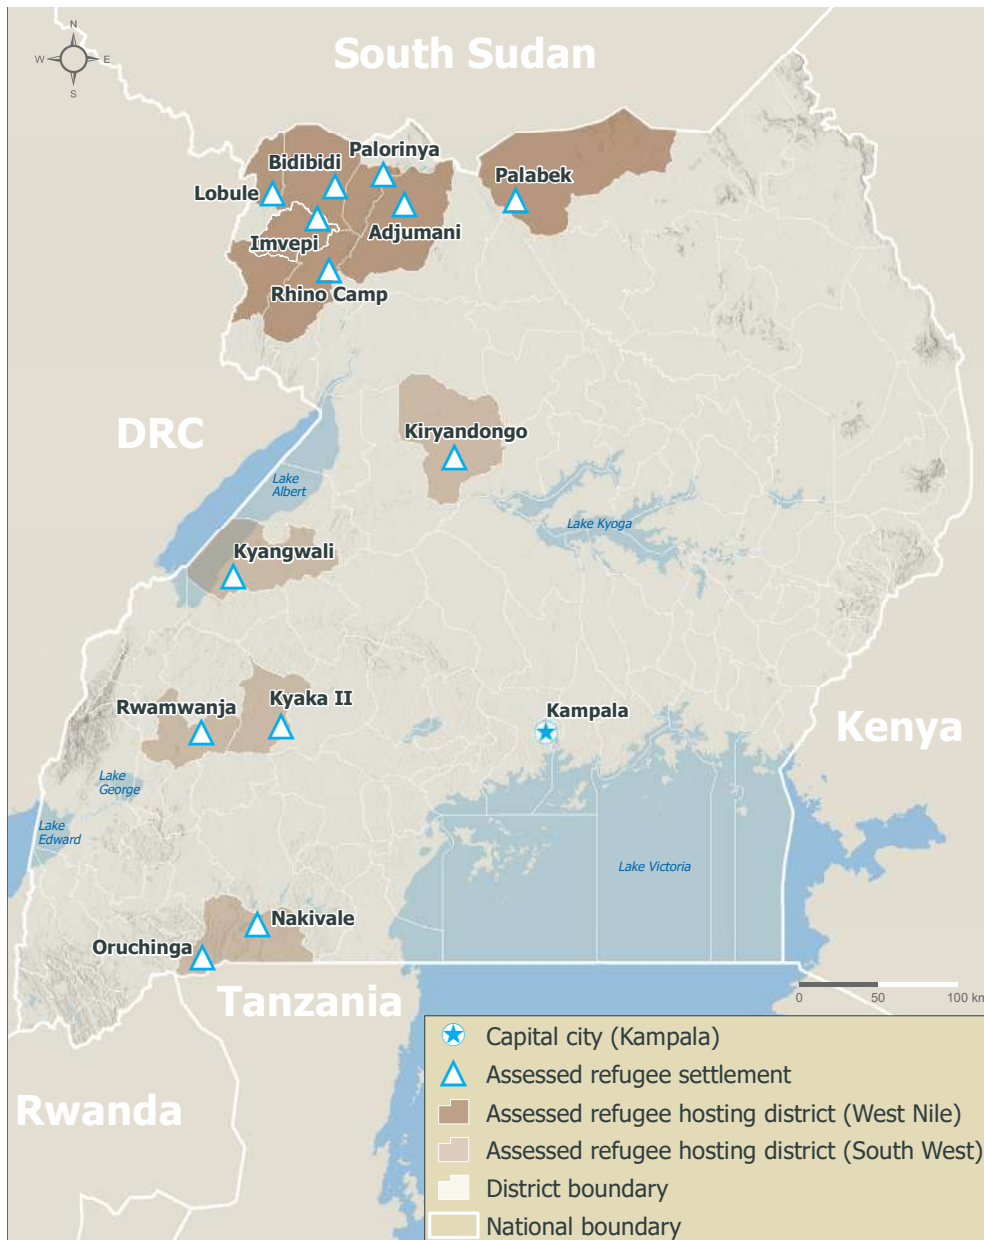 N
W
E
S
South Sudan
Palorinya
Bidibidi
Palabek
Lobule
Adjumani
Imvepi
Rhino Camp
DRC
Kiryandongo
Lake
Albert
Lake Kyoga
Kyangwali
Kyaka II
Rwamwanja
Kampala
Kenya
Lake
George
Lake
Edward
Lake Victoria
Nakivale
Oruchinga
Tanzania
0 50 100 km
Rwanda
Capital city (Kampala)
Assessed refugee settlement
Assessed refugee hosting district (West Nile)
Assessed refugee hosting district (South West)
District boundary
National boundary